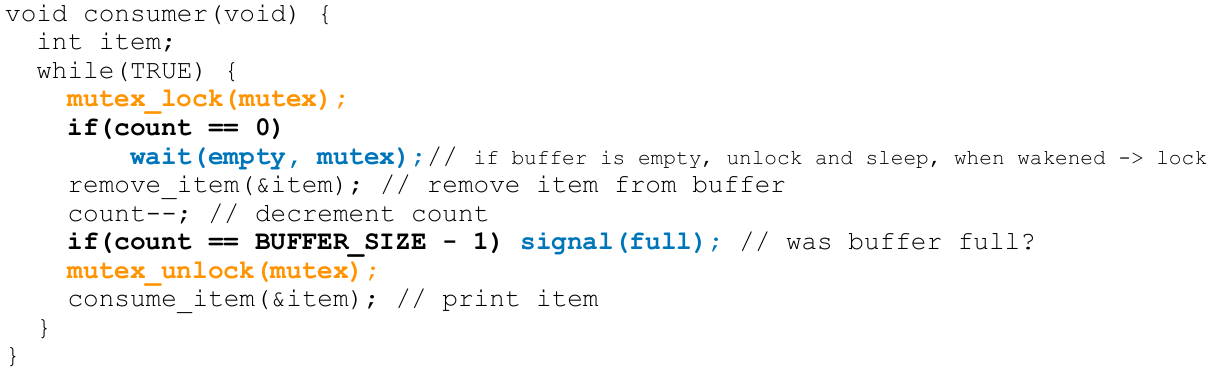 void consumer(void) {
  int item;
  while(TRUE) {
    mutex_lock(mutex);
    if(count == 0)
        wait(empty, mutex);// if buffer is empty, unlock and sleep, when wakened -> lock
    remove_item(&item); // remove item from buffer
    count--; // decrement count
    if(count == BUFFER_SIZE - 1) signal(full); // was buffer full?
    mutex_unlock(mutex);
    consume_item(&item); // print item
  }
}